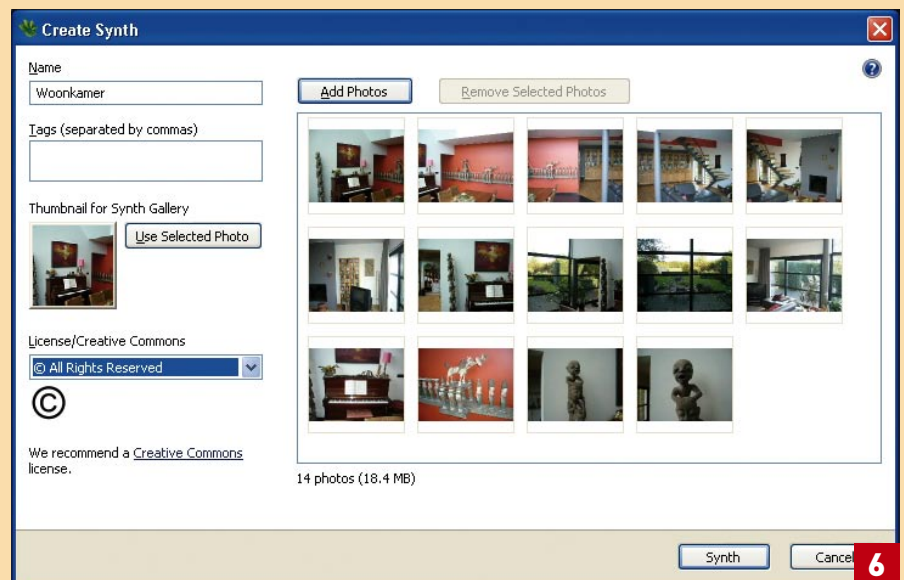 Create Synth
Name
Woonkamer
Tags (separated by commas)
Thumbnail for Synth Gallery
Use Selected Photo
License/Creative Commons
© All Rights Reserved
©
We recommend a Creative Commons
license.
Add Photos
Remove Selected Photos
?
14 photos (18.4 MB)
Synth
Cancel
6